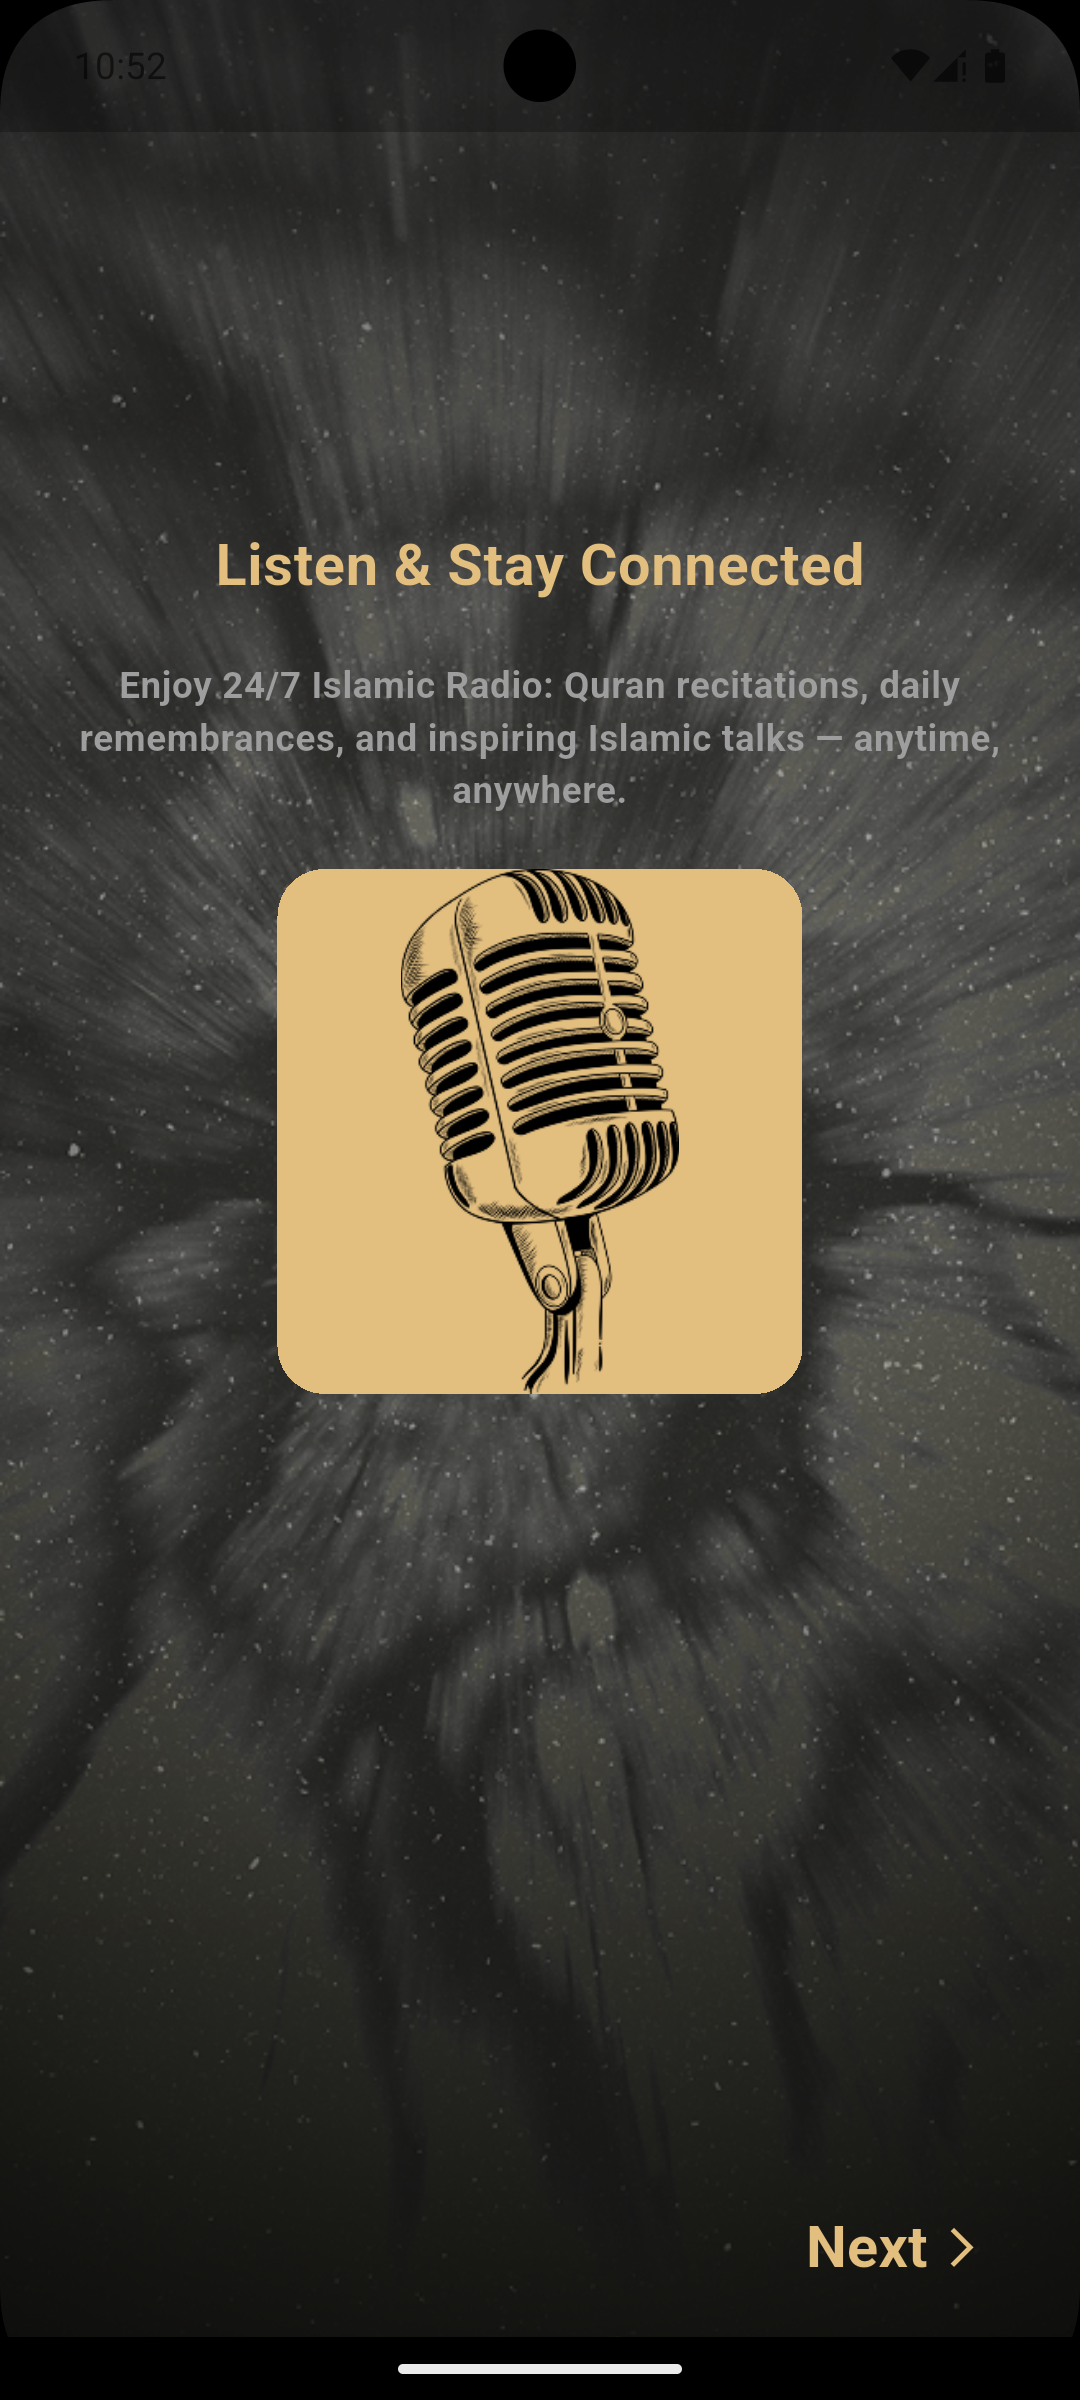 10:52
Listen & Stay Connected
Enjoy 24/7 Islamic Radio: Quran recitations, daily
remembrances, and inspiring Islamic talks — anytime,
anywhere.
Next